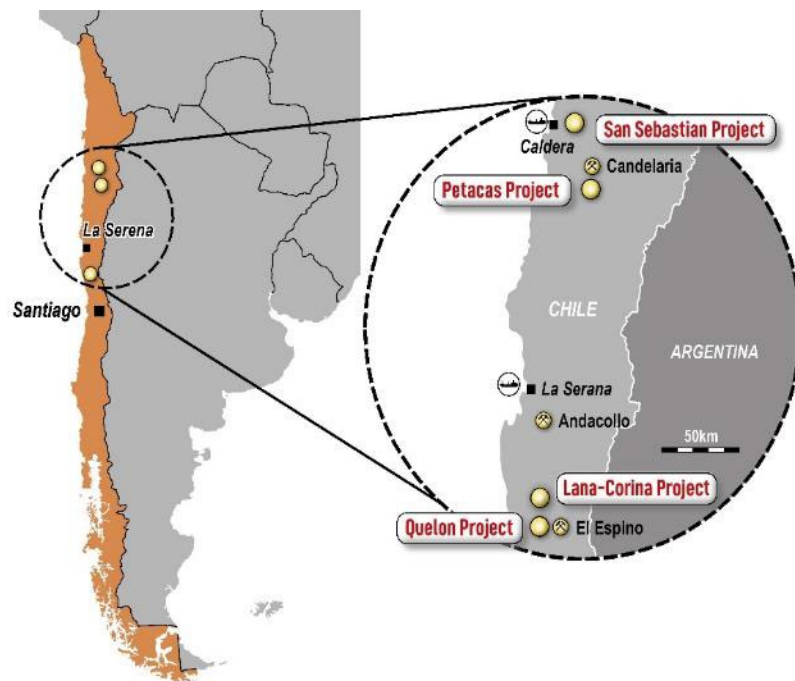 La Serena
Santiago
San Sebastian Project
Caldera
Candelaria
Petacas Project
CHILE
ARGENTINA
La Serana
Andacollo
50km
Lana-Corina Project
Quelon Project
El Espino